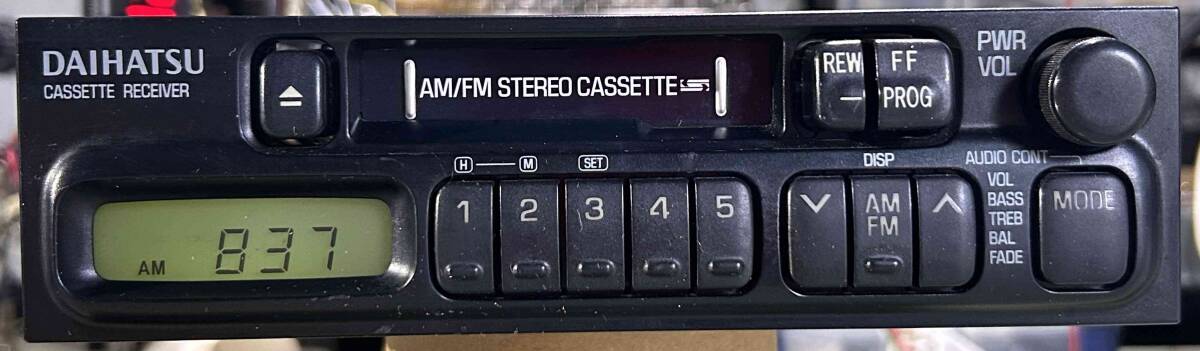 DAIHATSU
CASSETTE RECEIVER
AM/FM STEREO CASSETTE
REW
FF
PROG
PWR
VOL
H M
SET
DISP
AUDIO CONT
1 2 3 4 5
AM
FM
VOL
BASS
TREB
BAL
FADE
MODE
AM 837